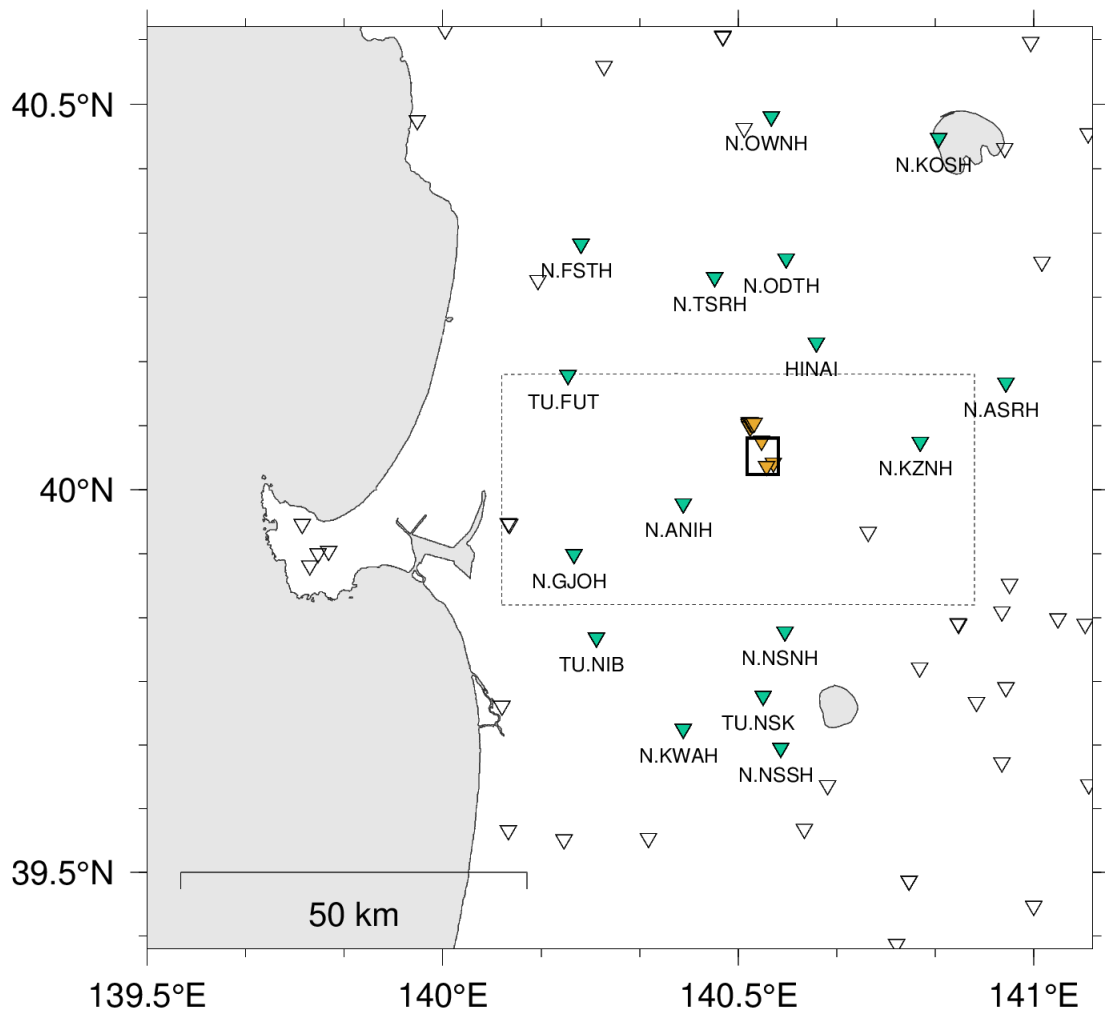 40.5°N
N.OWNH
N.KOSH
N.FSTH
N.ODTH
N.TSRH
HINAI
TU.FUT
N.ASRH
N.KZNH
40°N
N.ANIH
N.GJOH
N.NSNH
TU.NIB
TU.NSK
N.KWAH
N.NSSH
39.5°N
50 km
139.5°E
140°E
140.5°E
141°E